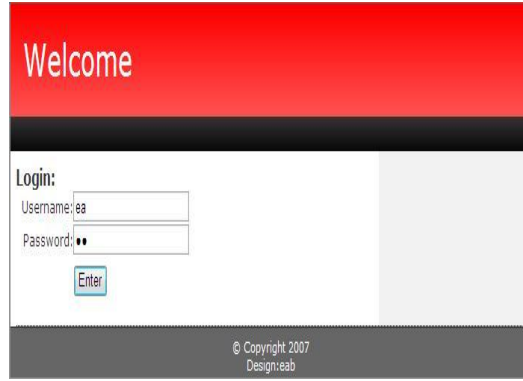 Welcome
Login:
Username: ea
Password: ••
Enter
© Copyright 2007
Design:eab